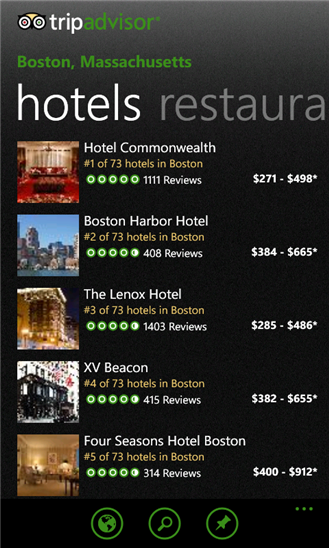 tripadvisor®
Boston, Massachusetts
hotels restaura
Hotel Commonwealth
#1 of 73 hotels in Boston
1111 Reviews $271 - $498*
Boston Harbor Hotel
#2 of 73 hotels in Boston
408 Reviews $384 - $665*
The Lenox Hotel
#3 of 73 hotels in Boston
1403 Reviews $285 - $486*
XV Beacon
#4 of 73 hotels in Boston
415 Reviews $382 - $655*
Four Seasons Hotel Boston
#5 of 73 hotels in Boston
314 Reviews $400 - $912*